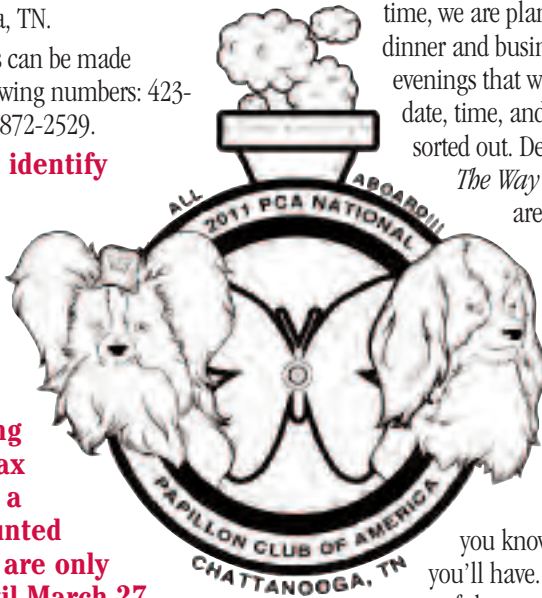 a, TN.
s can be made
wing numbers: 423-
872-2529.
identify
ng
ax
a
unted
are only
il March 27
ALL ABOARD!!!
2011 PCA NATIONAL
PAPILLON CLUB OF AMERICA
CHATTANOOGA, TN
time, we are plan
dinner and busin
evenings that w
date, time, and
sorted out. De
The Way
are
you know
you'll have.